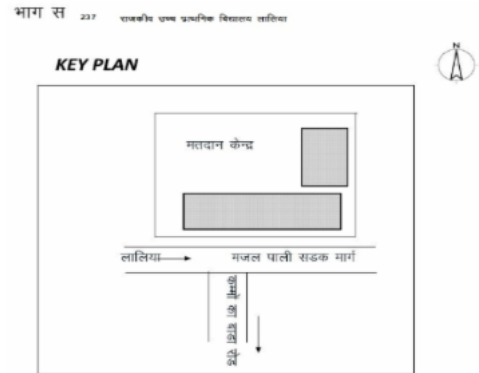 भाग स 237 राजकीय उच्च प्राथमिक विद्यालय लालिया
N
KEY PLAN
मतदान केन्द्र
लालिया
मजल पाली सडक मार्ग
का वाडा रोड